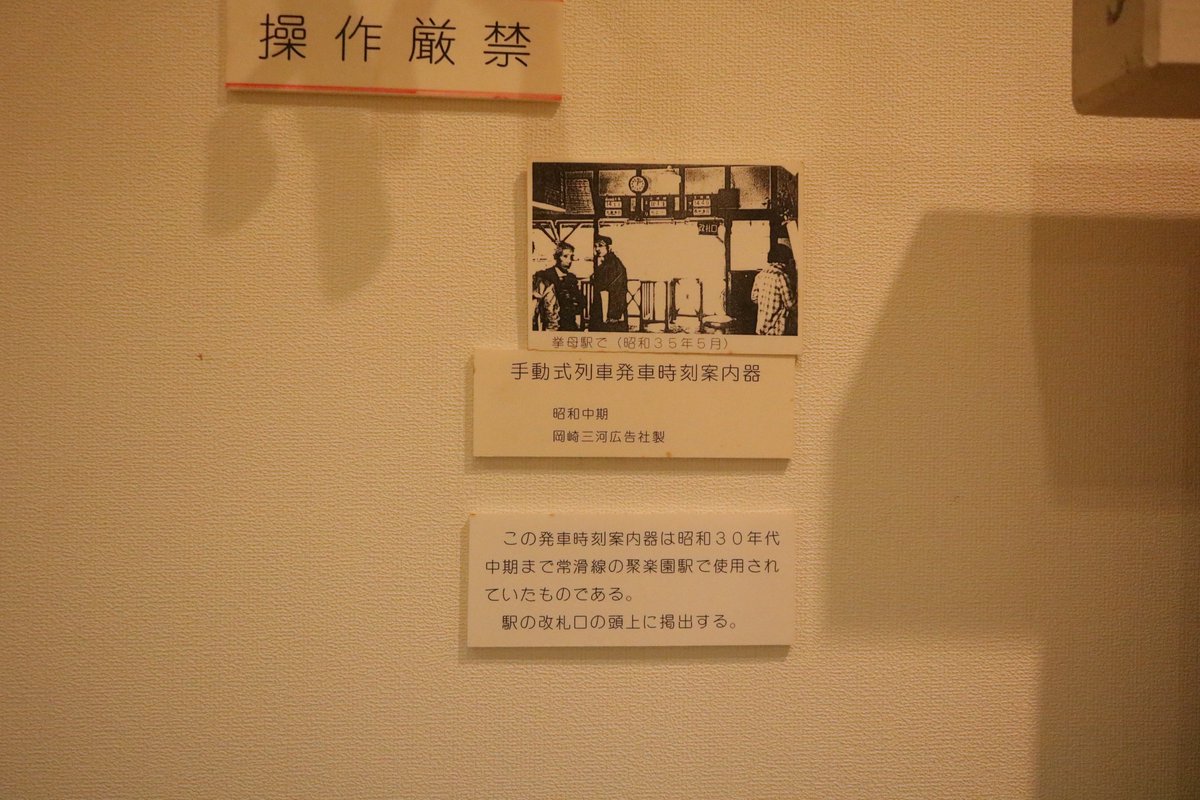 操作厳禁
改札口
挙母駅で（昭和３５年５月）
手動式列車発車時刻案内器
昭和中期
岡崎三河広告社製
この発車時刻案内器は昭和３０年代
中期まで常滑線の聚楽園駅で使用され
ていたものである。
駅の改札口の頭上に掲出する。